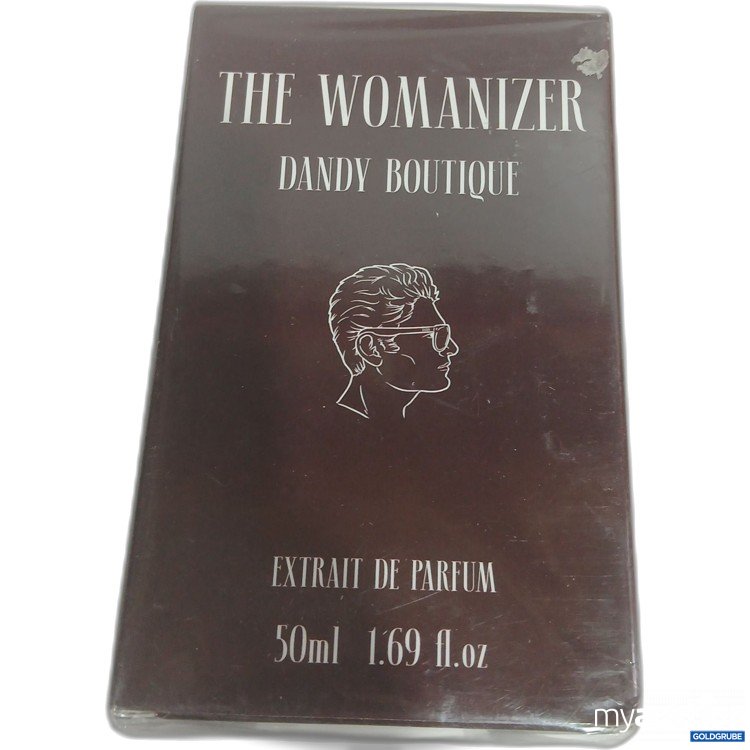 THE WOMANIZER
DANDY BOUTIQUE
EXTRAIT DE PARFUM
50ml 1.69 fl.oz
GOLDGRUBE